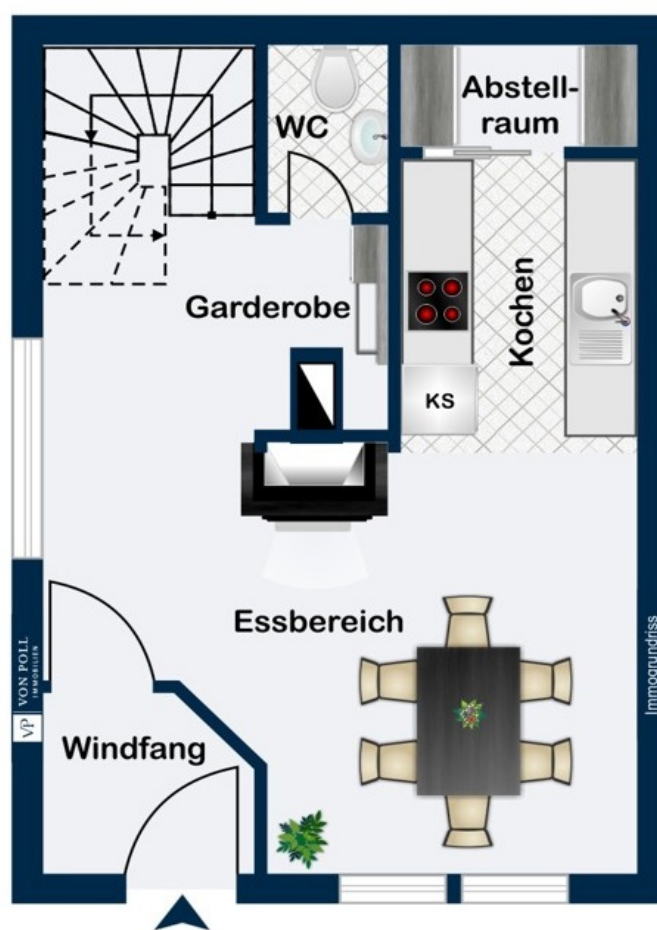 WC
Abstell-
raum
Garderobe
Kochen
KS
Essbereich
Windfang
VP VON POLL
IMMOBILIEN
Immogrundriss